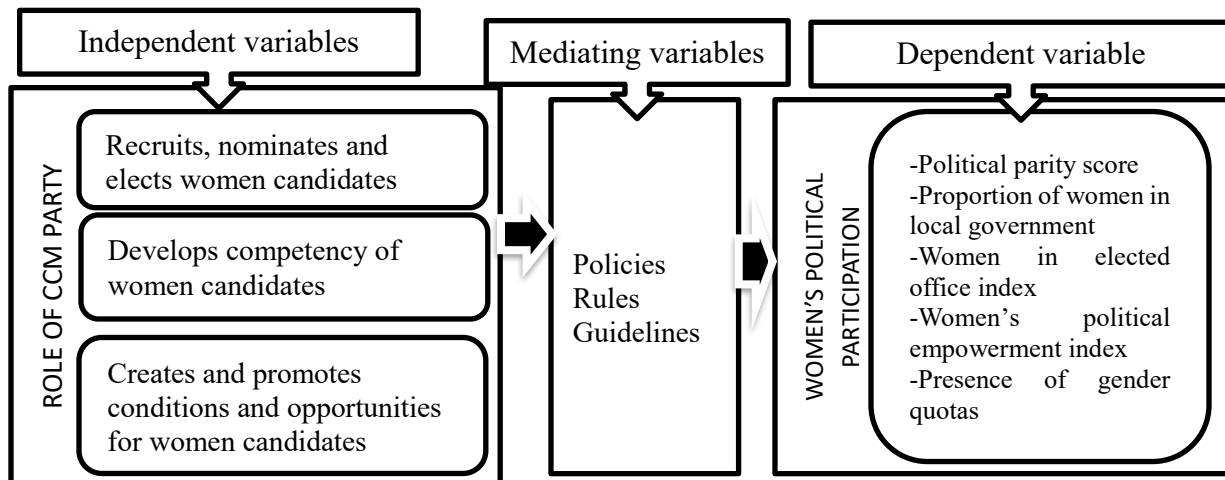 Independent variables
Mediating variables
Dependent variable
ROLE OF CCM PARTY
Recruits, nominates and
elects women candidates
Develops competency of
women candidates
Creates and promotes
conditions and opportunities
for women candidates
Policies
Rules
Guidelines
WOMEN'S POLITICAL
PARTICIPATION
-Political parity score
-Proportion of women in
local government
-Women in elected
office index
-Women's political
empowerment index
-Presence of gender
quotas